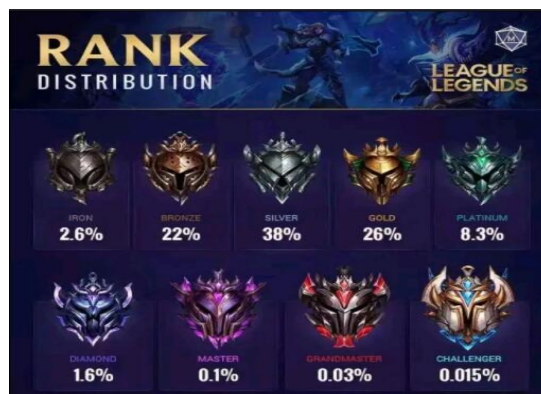 RANK
DISTRIBUTION
LEAGUE OF
LEGENDS
IRON
2.6%
BRONZE
22%
SILVER
38%
GOLD
26%
PLATINUM
8.3%
DIAMOND
1.6%
MASTER
0.1%
GRANDMASTER
0.03%
CHALLENGER
0.015%